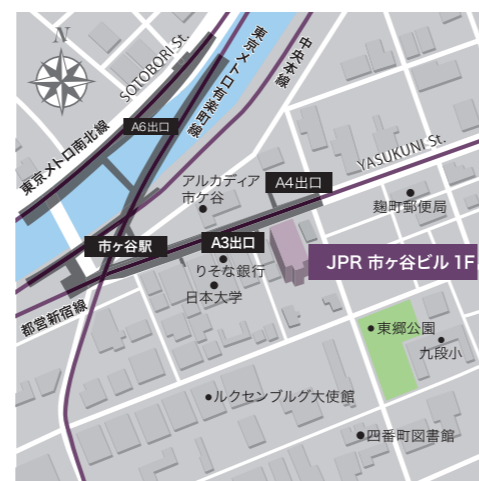 N
SOTOBORI St.
東京メトロ有楽町線
中央本線
東京メトロ南北線
A6出口
YASUKUNI St.
アルカディア
市ケ谷
A4出口
麹町郵便局
市ヶ谷駅
A3出口
りそな銀行
JPR 市ヶ谷ビル 1F
日本大学
都営新宿線
東郷公園
九段小
ルクセンブルグ大使館
四番町図書館